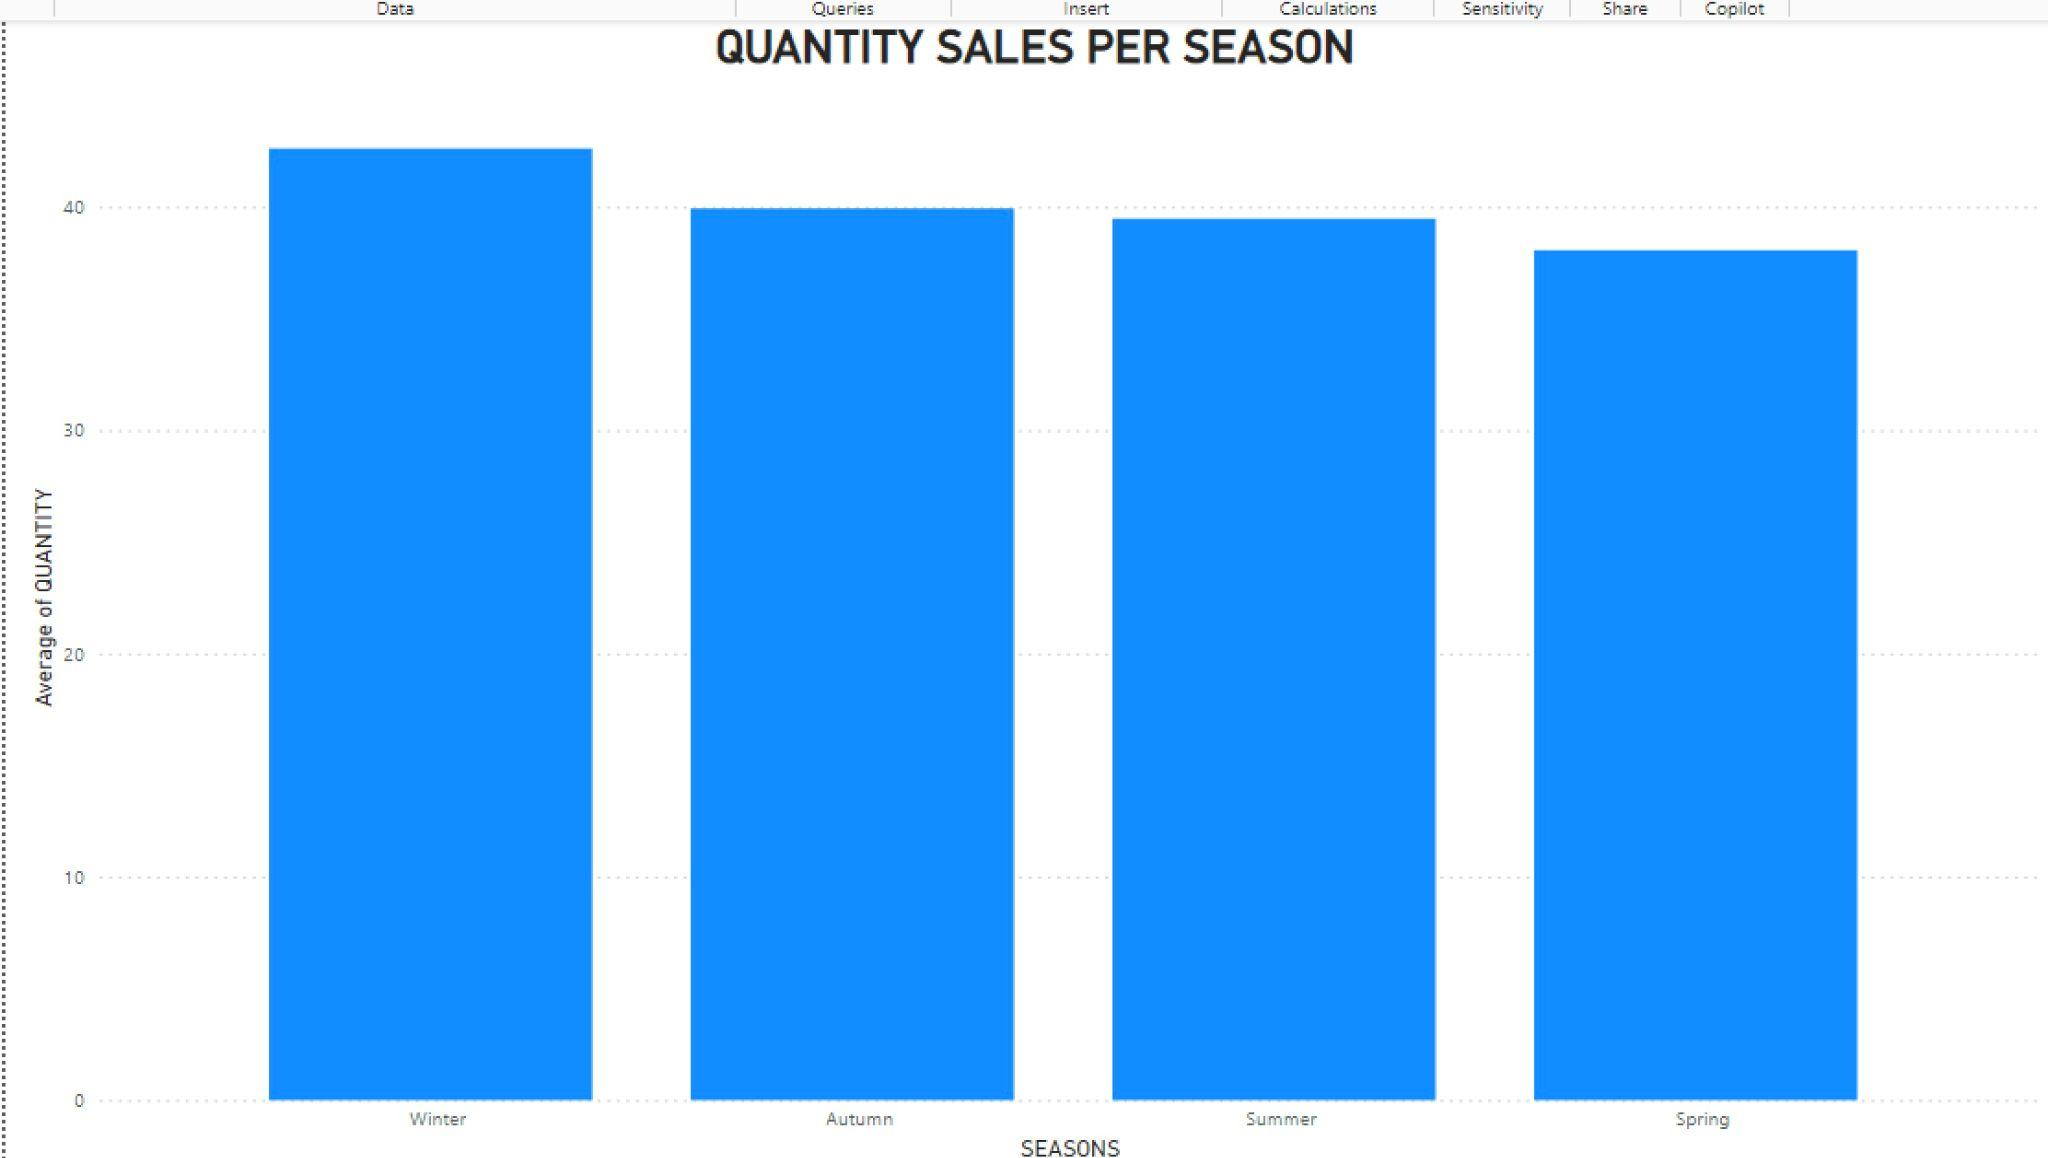 Data Queries Insert Calculations Sensitivity Share Copilot
QUANTITY SALES PER SEASON
Average of QUANTITY
40
30
20
10
0
Winter Autumn Summer Spring
SEASONS